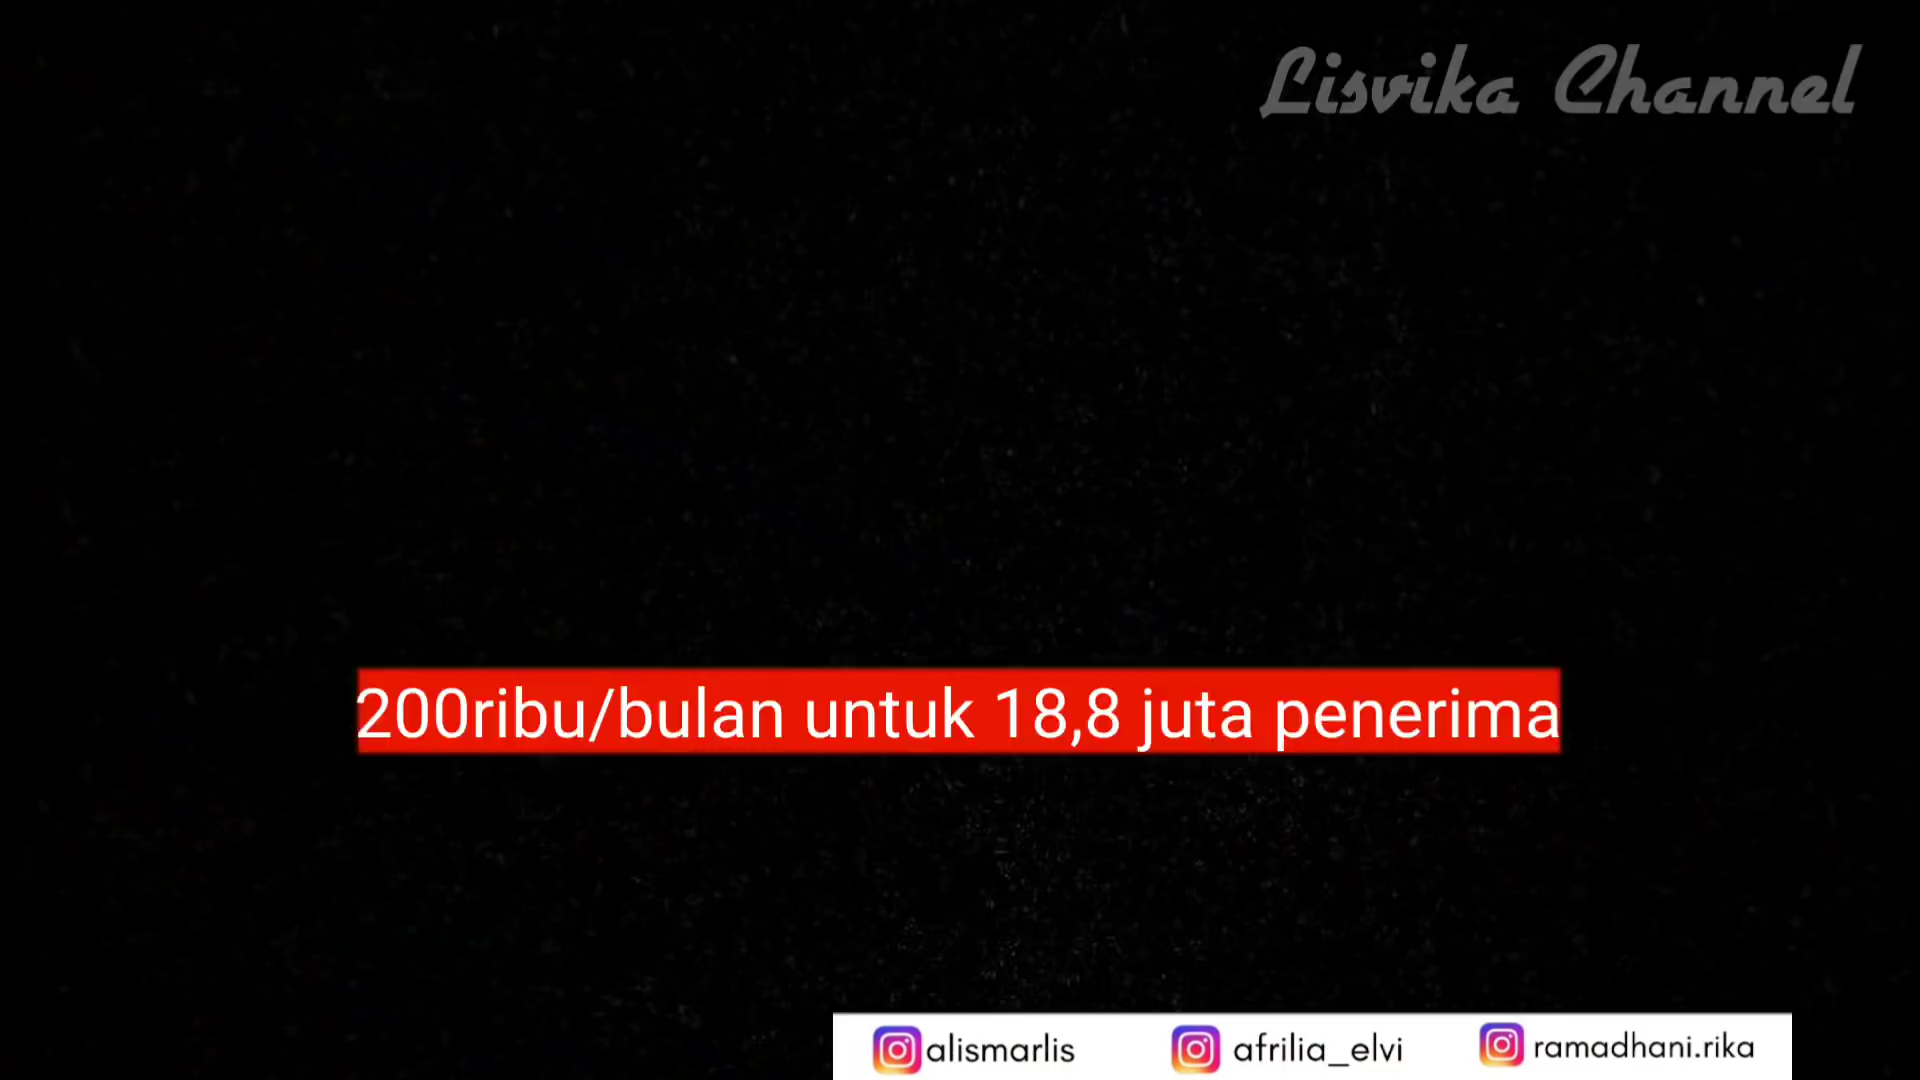 Lisvika Channel
200ribu/bulan untuk 18,8 juta penerima
alismarlis afrilia_elvi ramadhani.rika